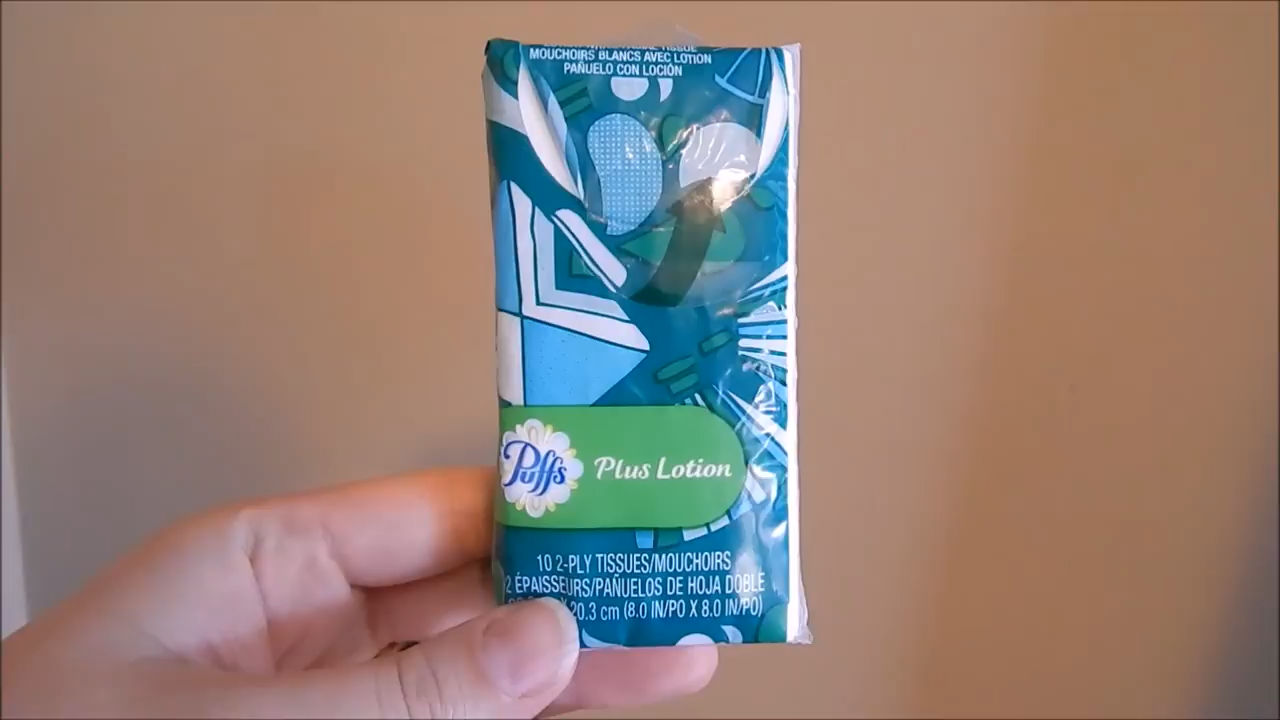 MOUCHOIRS BLANCS AVEC LOTION
PAÑUELO CON LOCIÓN
Puffs Plus Lotion
10 2-PLY TISSUES/MOUCHOIRS
2 ÉPAISSEURS/PAÑUELOS DE HOJA DOBLE
20.3 cm (8.0 IN/PO X 8.0 IN/PO)